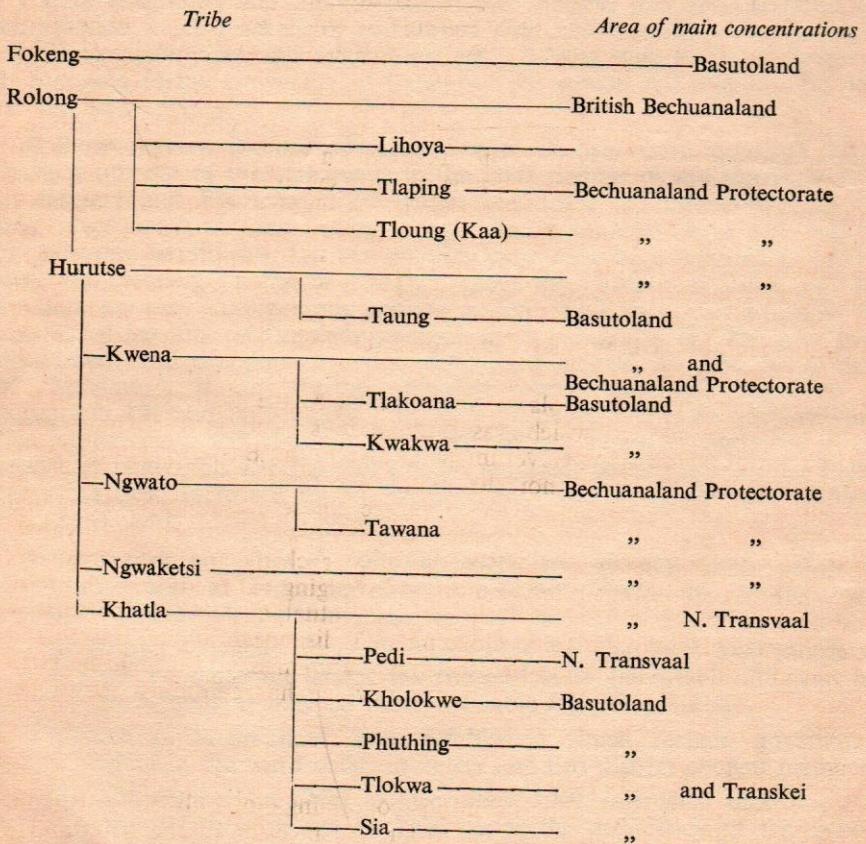 Tribe Area of main concentrations
Fokeng Basutoland
Rolong British Bechuanaland
Lihoya
Tlaping Bechuanaland Protectorate
Tloung (Kaa) „ „
Hurutse „ „
Taung Basutoland
Kwena „ and
Bechuanaland Protectorate
Tlakoana Basutoland
Kwakwa „
Ngwato Bechuanaland Protectorate
Tawana „ „
Ngwaketsi „ „
Khatla „ N. Transvaal
Pedi N. Transvaal
Kholokwe Basutoland
Phuthing „
Tlokwa „ and Transkei
Sia „